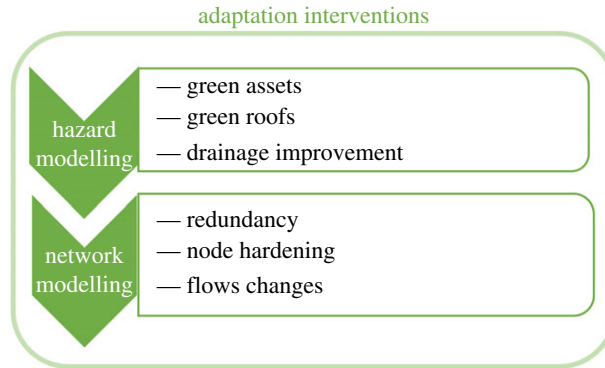 adaptation interventions
hazard
modelling
— green assets
— green roofs
— drainage improvement
network
modelling
— redundancy
— node hardening
— flows changes